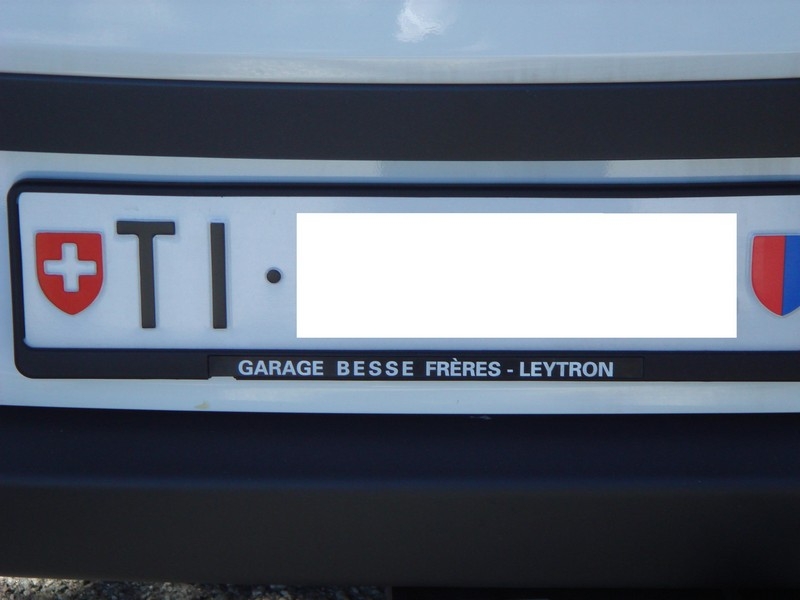 TI·
GARAGE BESSE FRÈRES - LEYTRON